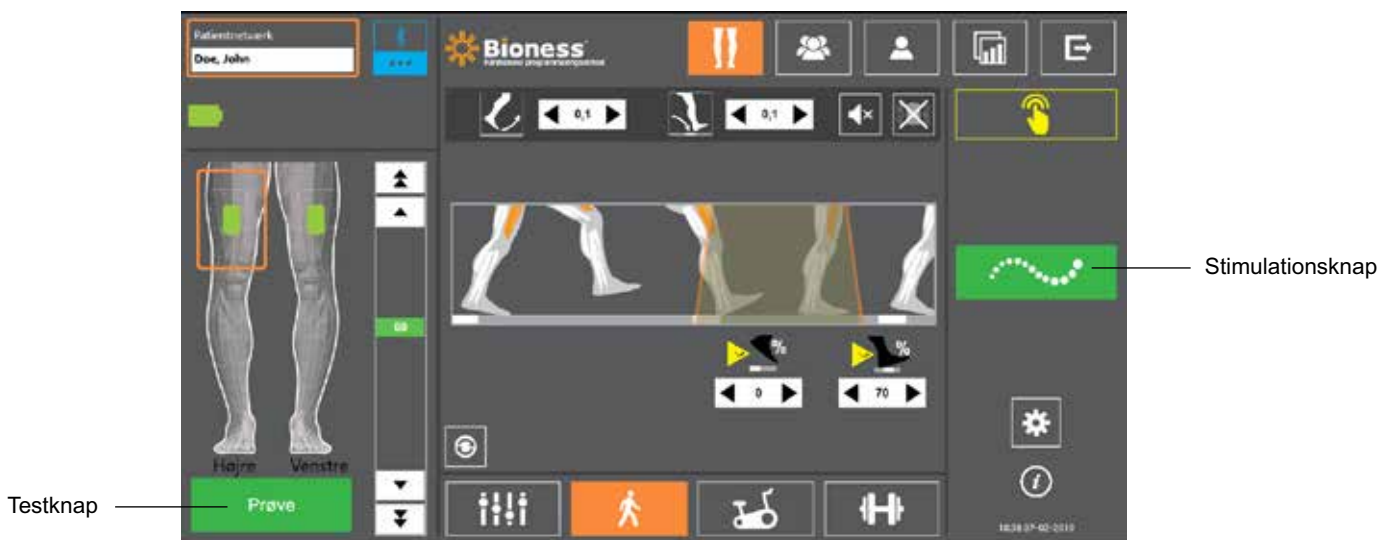 Patientnetværk
Doe, John
Bioness
0,1
0,1
Stimulationsknap
60
%
%
0
70
Højre Venstre
Testknap
Prøve